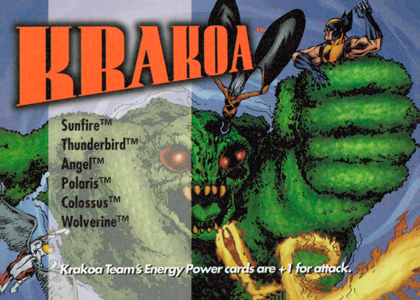 KRAKOA™
Sunfire™
Thunderbird™
Angel™
Polaris™
Colossus™
Wolverine™
Krakoa Team's Energy Power cards are +1 for attack.